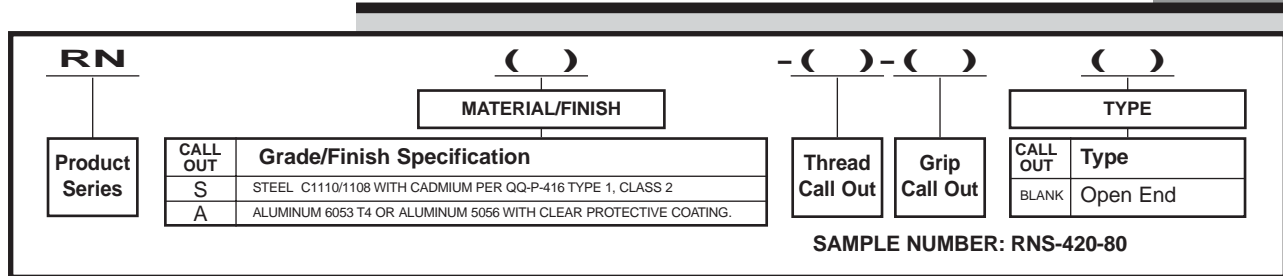 RN ( ) –( )–( ) ( )
MATERIAL/FINISH
TYPE
Product Series
CALL OUT Grade/Finish Specification
S STEEL C1110/1108 WITH CADMIUM PER QQ-P-416 TYPE 1, CLASS 2
A ALUMINUM 6053 T4 OR ALUMINUM 5056 WITH CLEAR PROTECTIVE COATING.
Thread Call Out
Grip Call Out
CALL OUT Type
BLANK Open End
SAMPLE NUMBER: RNS-420-80